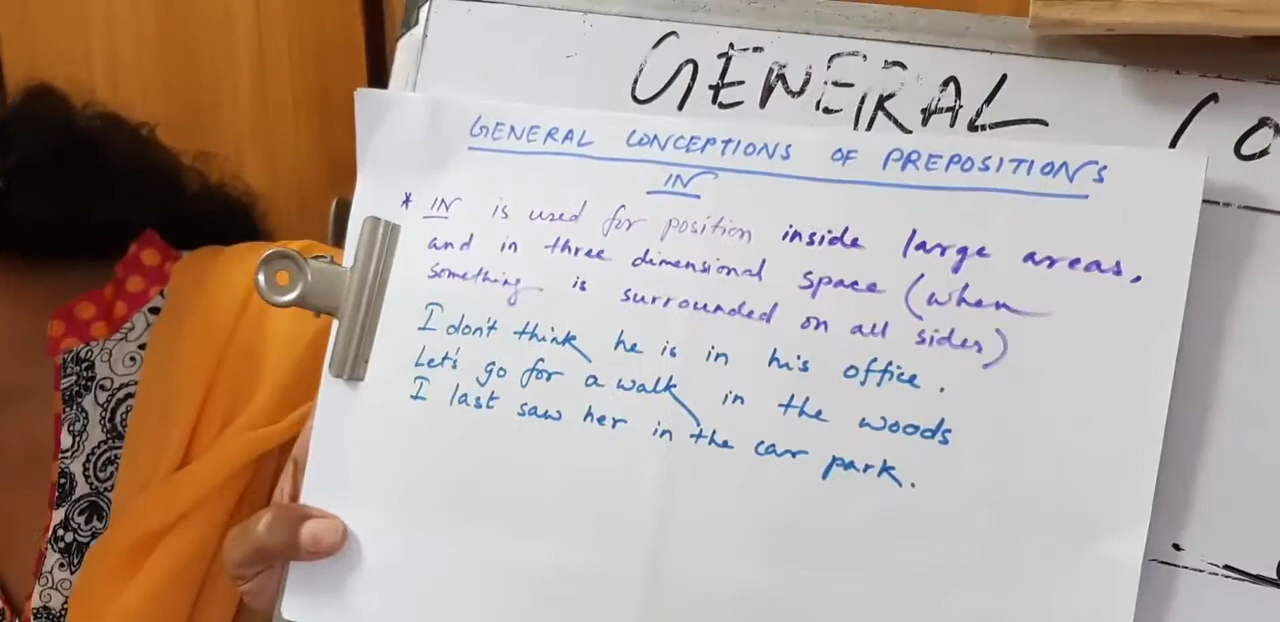 GENERAL
GENERAL CONCEPTIONS OF PREPOSITIONS
IN
* IN is used for position inside large areas,
and in three dimensional space (when
something is surrounded on all sides)
I don't think he is in his office.
Let's go for a walk in the woods
I last saw her in the car park.